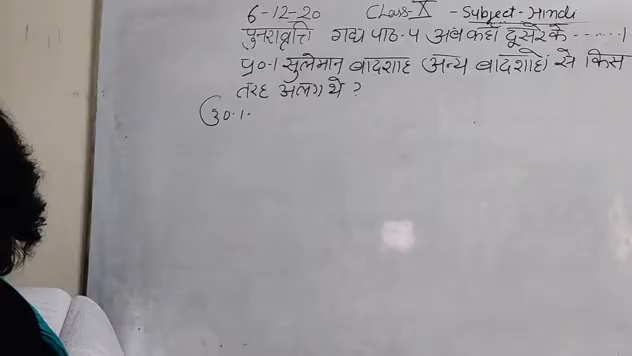 6-12-20 Class-X - Subject- Hindi
पुनरावृत्ति गद्य पाठ-4 अब कहाँ दूसरे के ------।
प्र०-1 सुलेमान बादशाह अन्य बादशाहों से किस
तरह अलग थे ?
उ०-1.